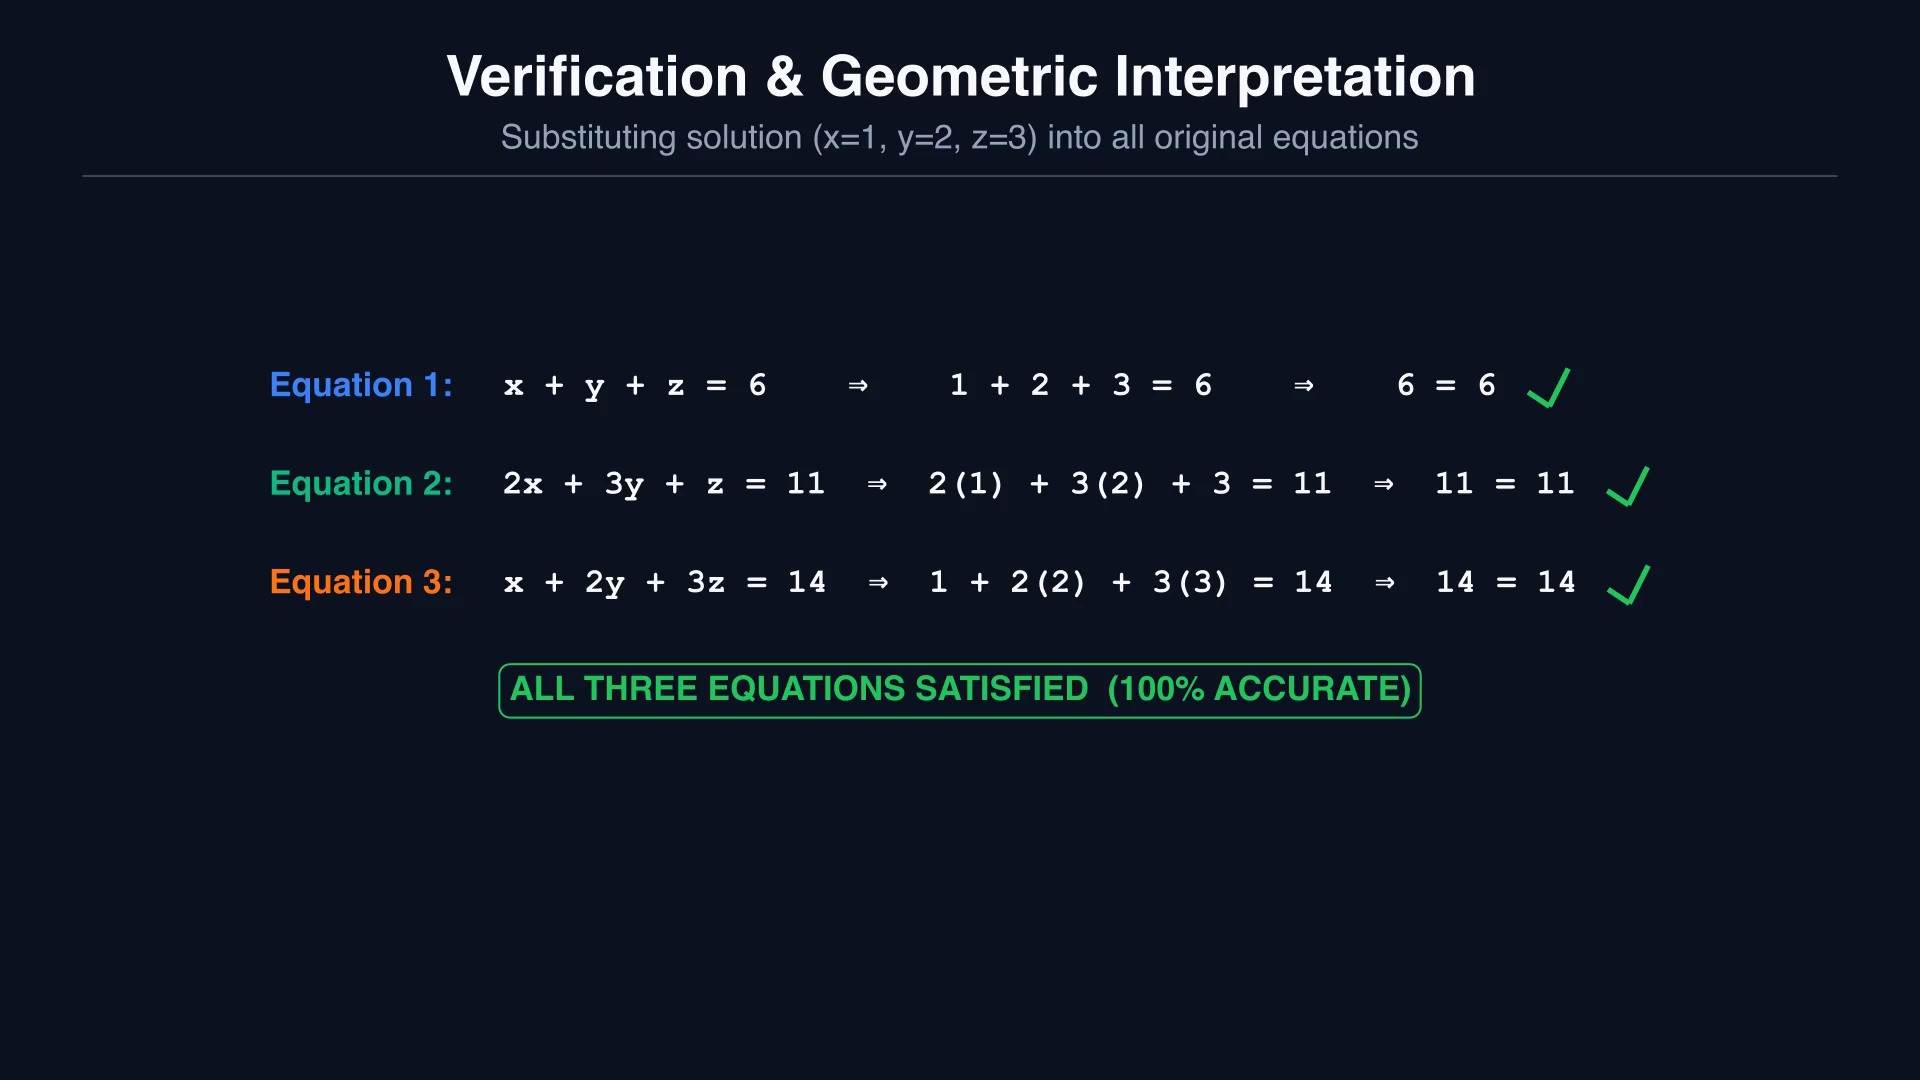 Verification & Geometric Interpretation
Substituting solution (x=1, y=2, z=3) into all original equations
Equation 1: x + y + z = 6 ⇒ 1 + 2 + 3 = 6 ⇒ 6 = 6 ✓
Equation 2: 2x + 3y + z = 11 ⇒ 2(1) + 3(2) + 3 = 11 ⇒ 11 = 11 ✓
Equation 3: x + 2y + 3z = 14 ⇒ 1 + 2(2) + 3(3) = 14 ⇒ 14 = 14 ✓
ALL THREE EQUATIONS SATISFIED (100% ACCURATE)